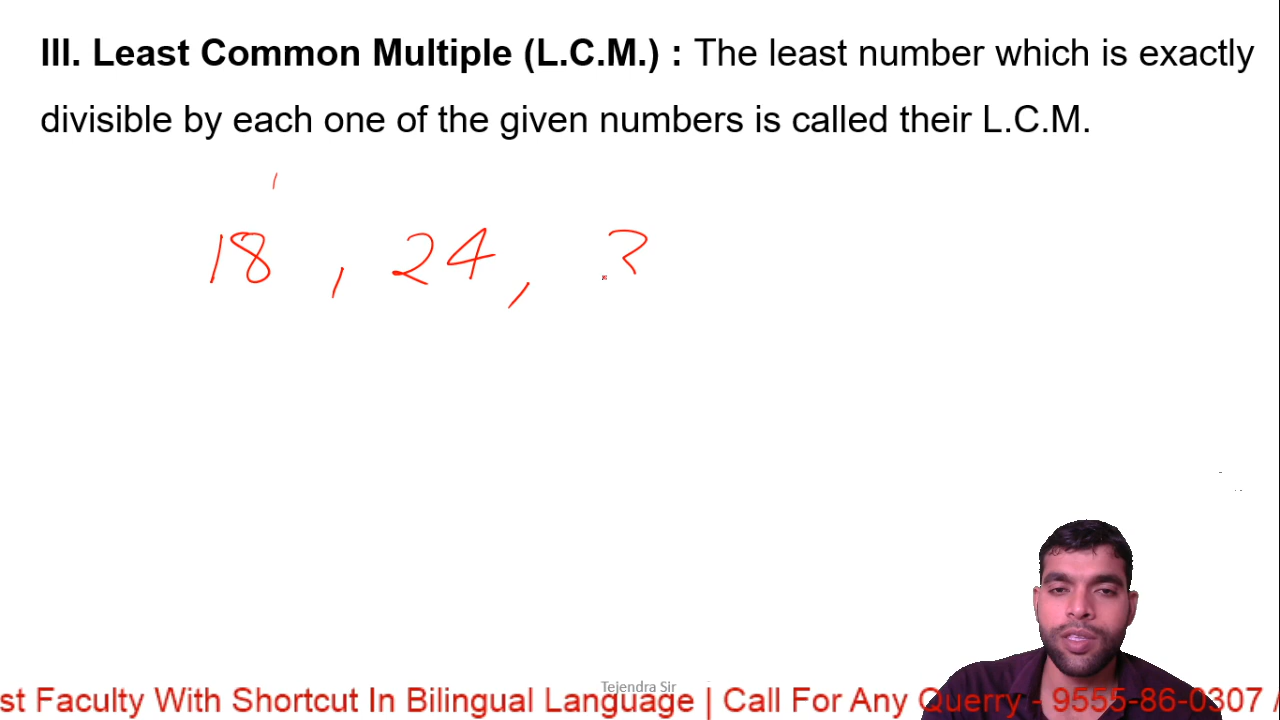 III. Least Common Multiple (L.C.M.) : The least number which is exactly
divisible by each one of the given numbers is called their L.C.M.
18 , 24 , 3
Tejendra Sir
st Faculty With Shortcut In Bilingual Language | Call For Any Querry - 9555-86-0307 /